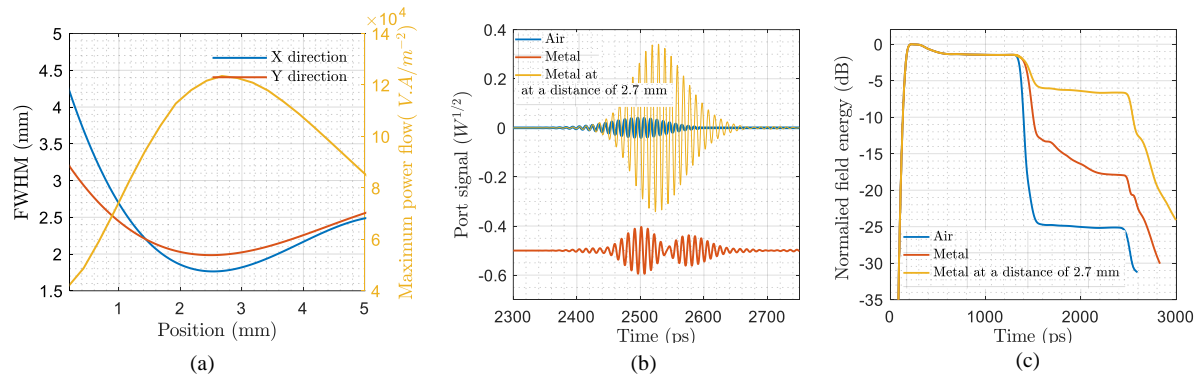 ×10⁴
5
4.5
4
3.5
3
2.5
2
1.5
14
12
10
8
6
4
X direction
Y direction
FWHM (mm)
Maximum power flow( V.A/m⁻²)
1 2 3 4 5
Position (mm)
(a)
0.4
0.2
0
-0.2
-0.4
-0.6
Air
Metal
Metal at
at a distance of 2.7 mm
Port signal (W^{1/2})
2300 2400 2500 2600 2700
Time (ps)
(b)
0
-5
-10
-15
-20
-25
-30
-35
Normalied field energy (dB)
Air
Metal
Metal at a distance of 2.7 mm
0 1000 2000 3000
Time (ps)
(c)